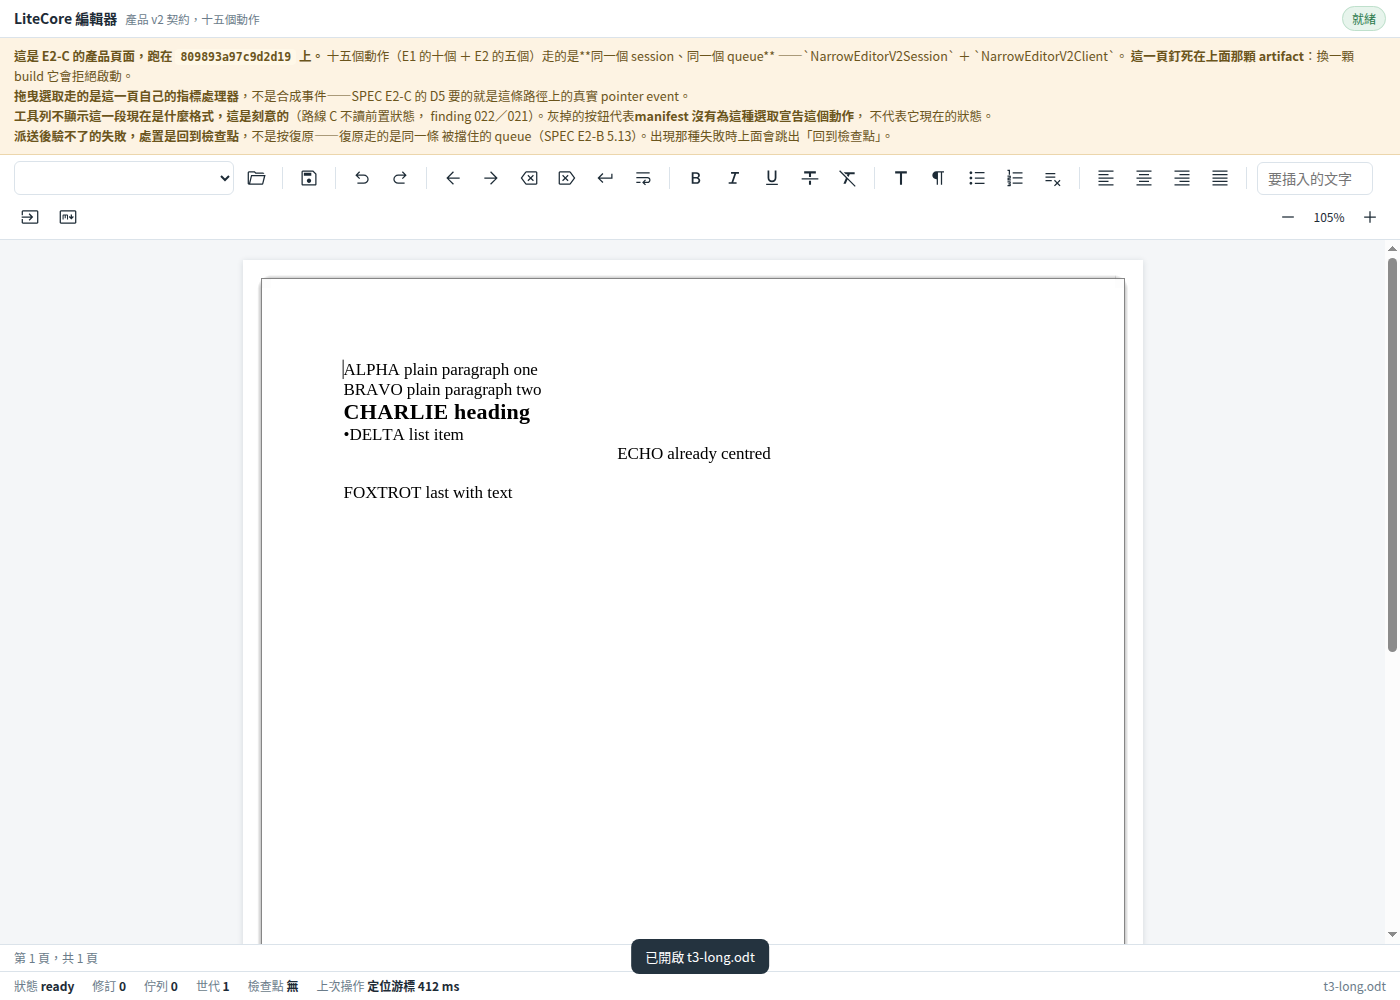 LiteCore 編輯器 產品 v2 契約，十五個動作 就緒
這是 E2-C 的產品頁面，跑在 809893a97c9d2d19 上。 十五個動作（E1 的十個 ＋ E2 的五個）走的是**同一個 session、同一個 queue** ——`NarrowEditorV2Session` ＋ `NarrowEditorV2Client`。 這一頁釘死在上面那顆 artifact：換一顆
build 它會拒絕啟動。
拖曳選取走的是這一頁自己的指標處理器，不是合成事件——SPEC E2-C 的 D5 要的就是這條路徑上的真實 pointer event。
工具列不顯示這一段現在是什麼格式，這是刻意的（路線 C 不讀前置狀態， finding 022／021）。灰掉的按鈕代表manifest 沒有為這種選取宣告這個動作， 不代表它現在的狀態。
派送後驗不了的失敗，處置是回到檢查點，不是按復原——復原走的是同一條 被擋住的 queue（SPEC E2-B 5.13）。出現那種失敗時上面會跳出「回到檢查點」。
要插入的文字
105%
ALPHA plain paragraph one
BRAVO plain paragraph two
CHARLIE heading
•DELTA list item
ECHO already centred
FOXTROT last with text
第 1 頁，共 1 頁
已開啟 t3-long.odt
狀態 ready 修訂 0 佇列 0 世代 1 檢查點 無 上次操作 定位游標 412 ms t3-long.odt